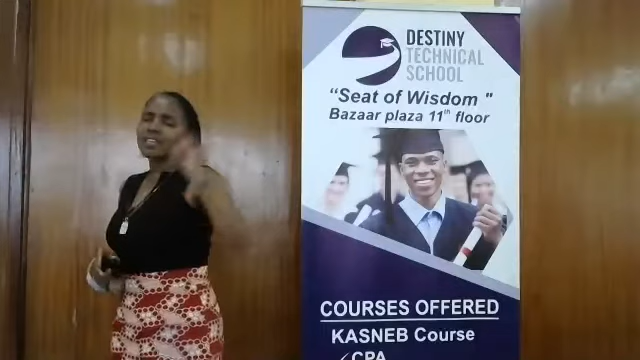 DESTINY
TECHNICAL
SCHOOL
“Seat of Wisdom "
Bazaar plaza 11th floor
COURSES OFFERED
KASNEB Course
✓CPA